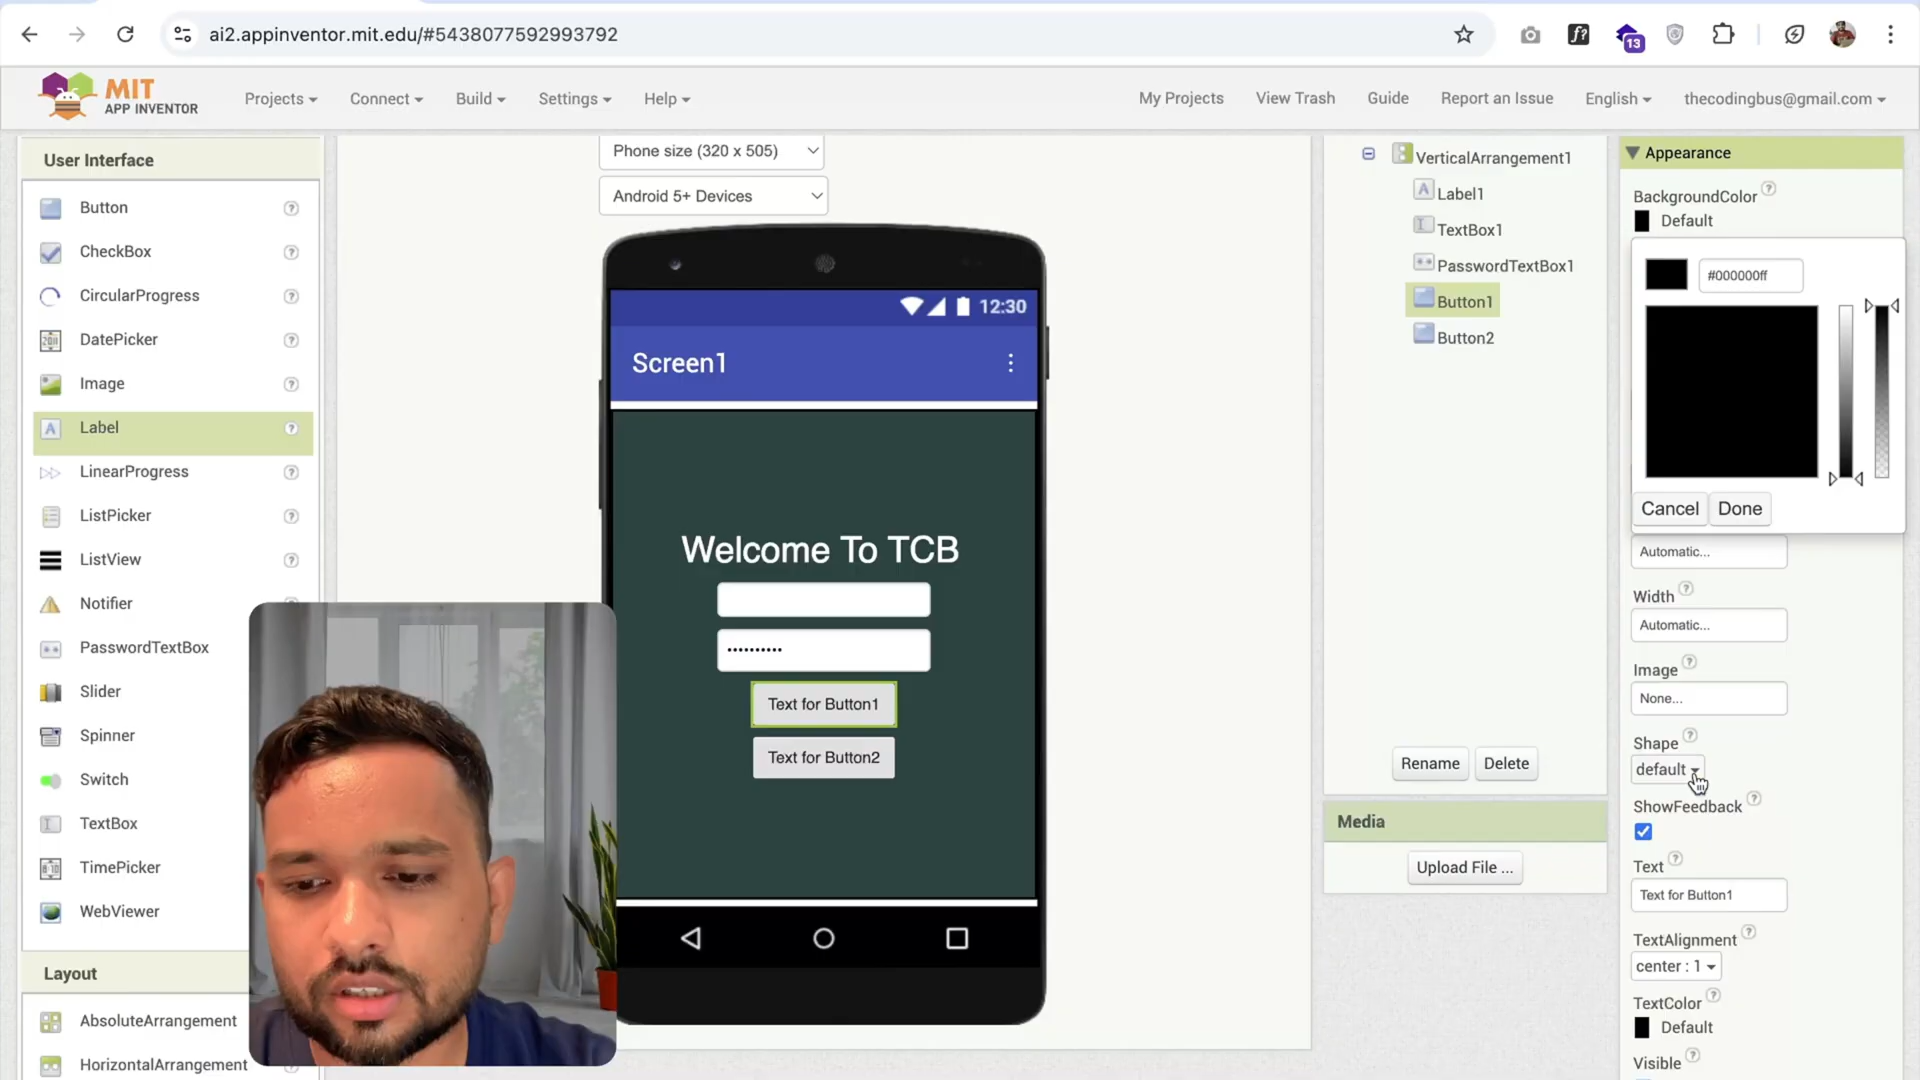 ai2.appinventor.mit.edu/#5438077592993792
13
MIT
APP INVENTOR
Projects
Connect
Build
Settings
Help
My Projects
View Trash
Guide
Report an Issue
English
thecodingbus@gmail.com
User Interface
Button
CheckBox
CircularProgress
DatePicker
Image
Label
LinearProgress
ListPicker
ListView
Notifier
PasswordTextBox
Slider
Spinner
Switch
TextBox
TimePicker
WebViewer
Layout
AbsoluteArrangement
HorizontalArrangement
Phone size (320 x 505)
Android 5+ Devices
12:30
Screen1
Welcome To TCB
••••••••••
Text for Button1
Text for Button2
VerticalArrangement1
Label1
TextBox1
PasswordTextBox1
Button1
Button2
Rename
Delete
Media
Upload File ...
Appearance
BackgroundColor
Default
#000000ff
Cancel
Done
Automatic...
Width
Automatic...
Image
None...
Shape
default
ShowFeedback
Text
Text for Button1
TextAlignment
center : 1
TextColor
Default
Visible